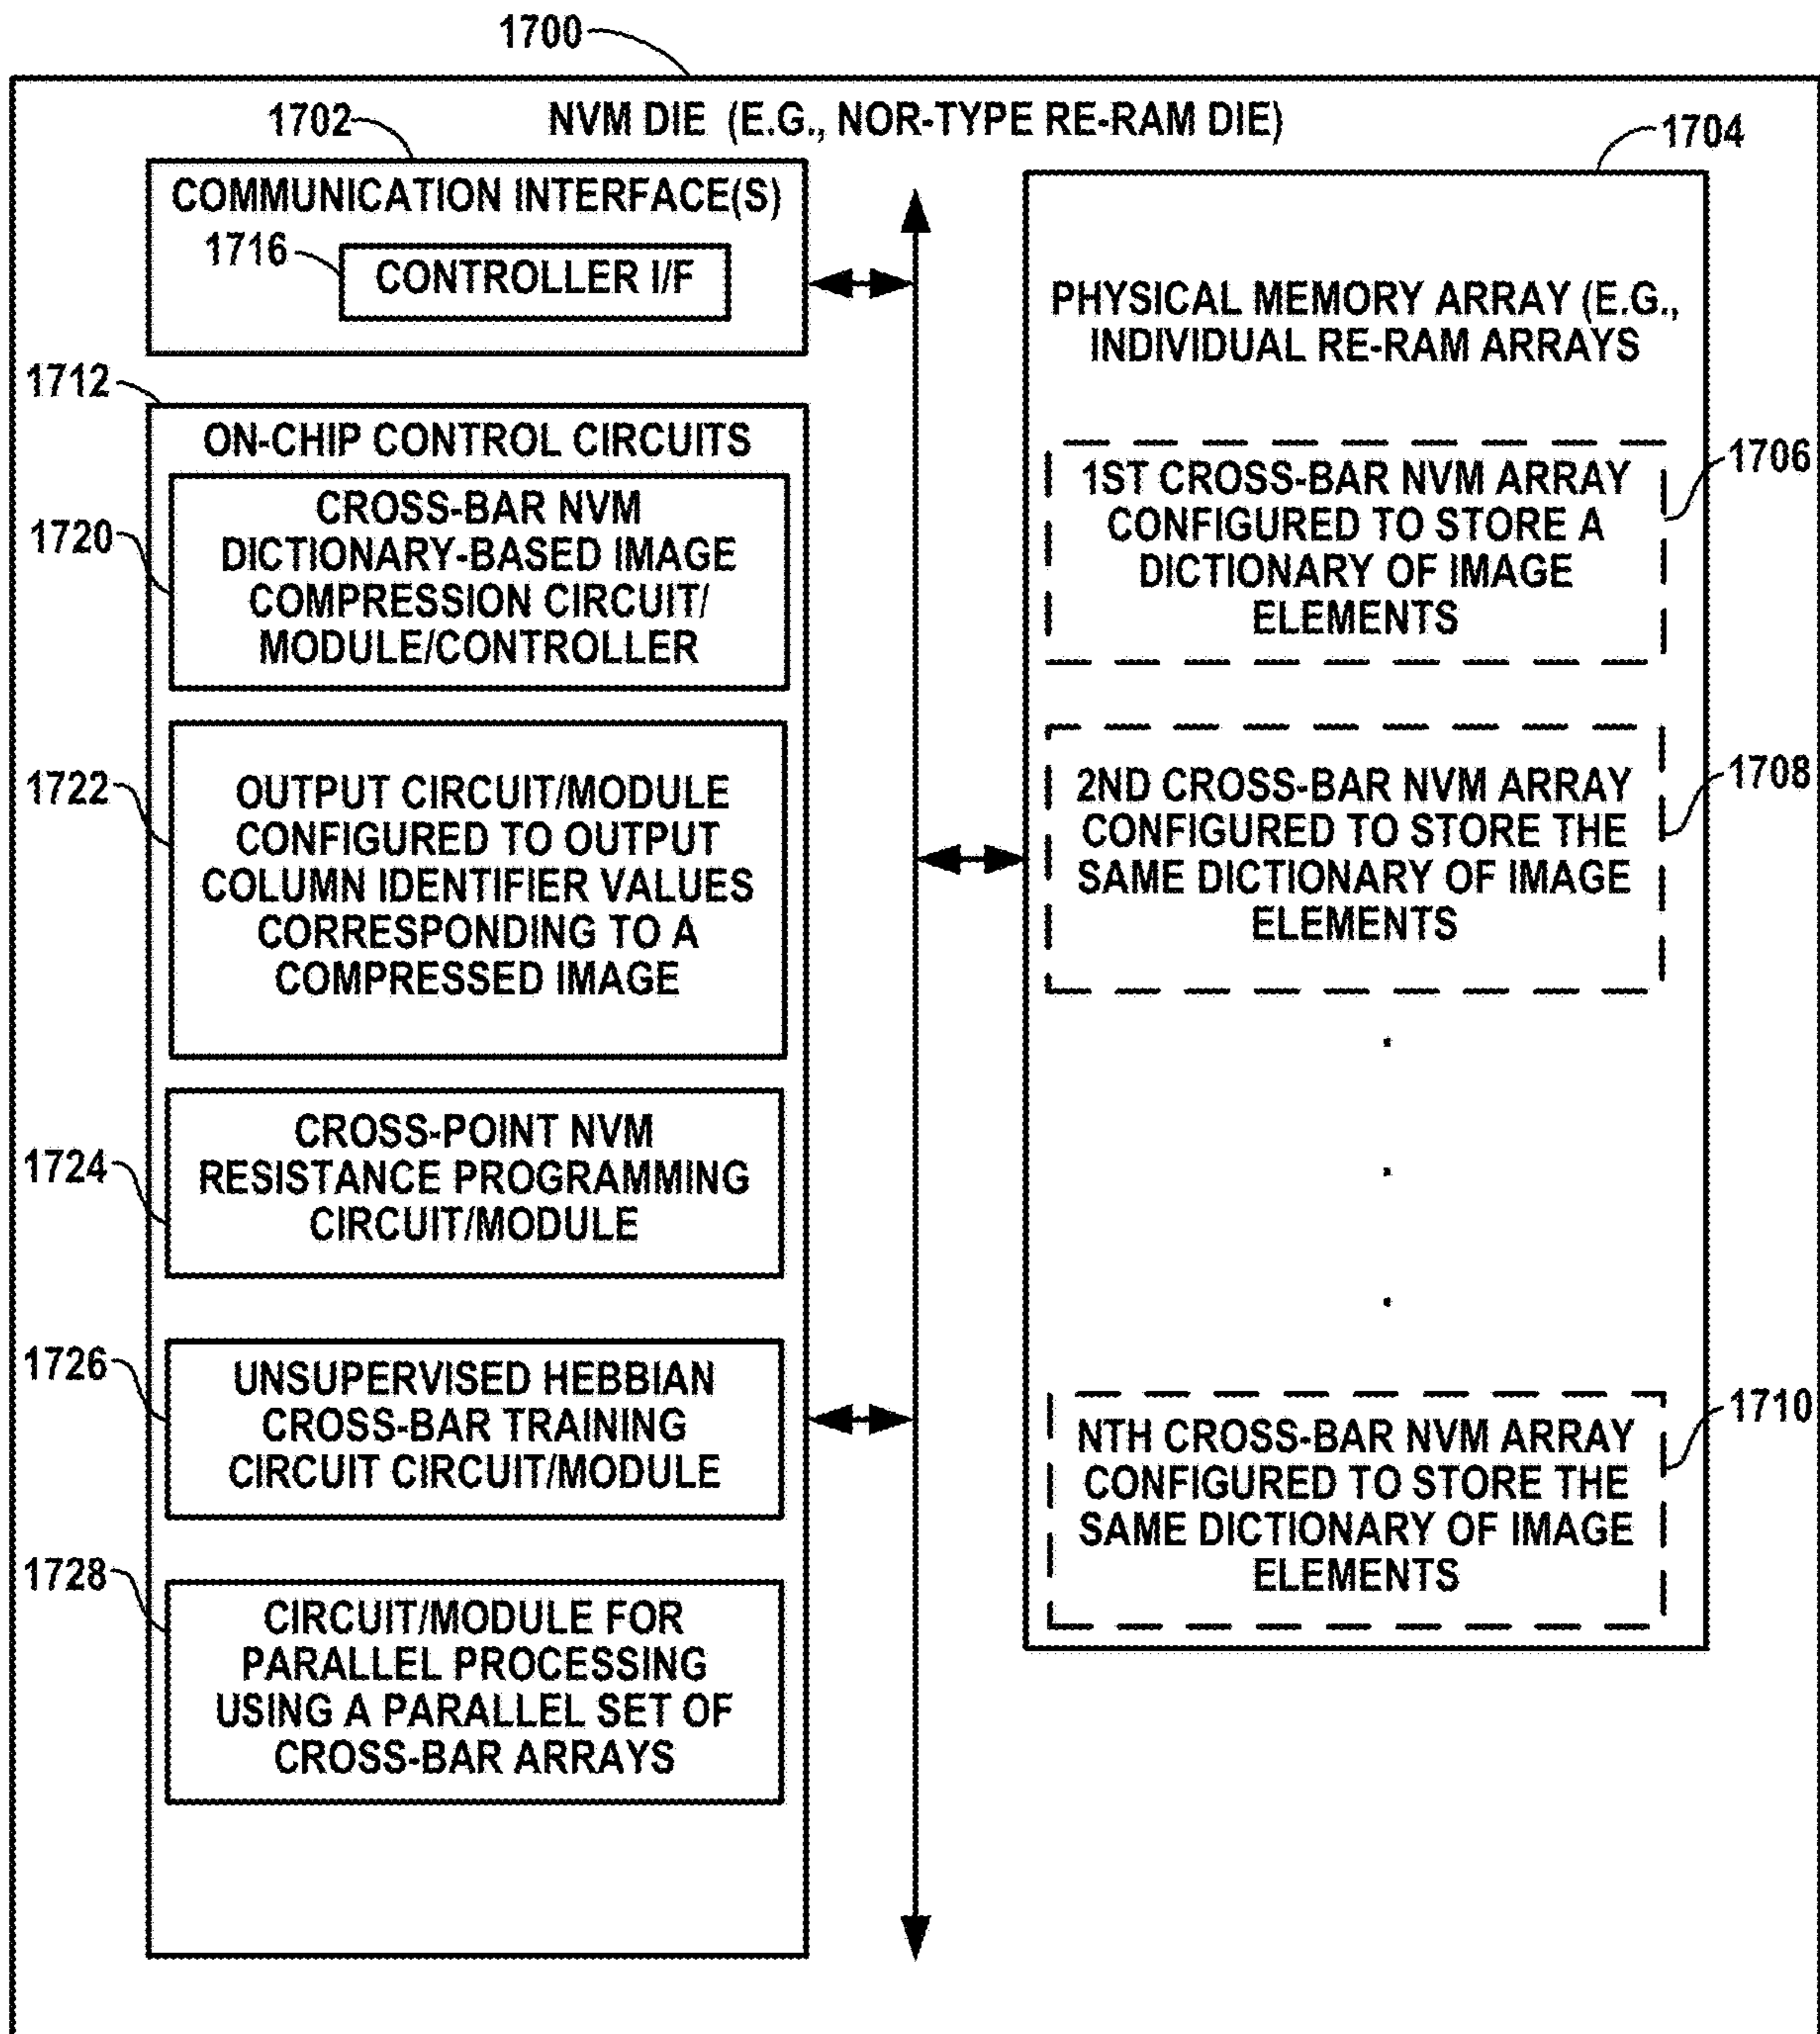 1700
NVM DIE (E.G., NOR-TYPE RE-RAM DIE)
1702
COMMUNICATION INTERFACE(S)
1716
CONTROLLER I/F
1712
ON-CHIP CONTROL CIRCUITS
1720
CROSS-BAR NVM
DICTIONARY-BASED IMAGE
COMPRESSION CIRCUIT/
MODULE/CONTROLLER
1722
OUTPUT CIRCUIT/MODULE
CONFIGURED TO OUTPUT
COLUMN IDENTIFIER VALUES
CORRESPONDING TO A
COMPRESSED IMAGE
1724
CROSS-POINT NVM
RESISTANCE PROGRAMMING
CIRCUIT/MODULE
1726
UNSUPERVISED HEBBIAN
CROSS-BAR TRAINING
CIRCUIT CIRCUIT/MODULE
1728
CIRCUIT/MODULE FOR
PARALLEL PROCESSING
USING A PARALLEL SET OF
CROSS-BAR ARRAYS
1704
PHYSICAL MEMORY ARRAY (E.G.,
INDIVIDUAL RE-RAM ARRAYS
1706
1ST CROSS-BAR NVM ARRAY
CONFIGURED TO STORE A
DICTIONARY OF IMAGE
ELEMENTS
1708
2ND CROSS-BAR NVM ARRAY
CONFIGURED TO STORE THE
SAME DICTIONARY OF IMAGE
ELEMENTS
1710
NTH CROSS-BAR NVM ARRAY
CONFIGURED TO STORE THE
SAME DICTIONARY OF IMAGE
ELEMENTS